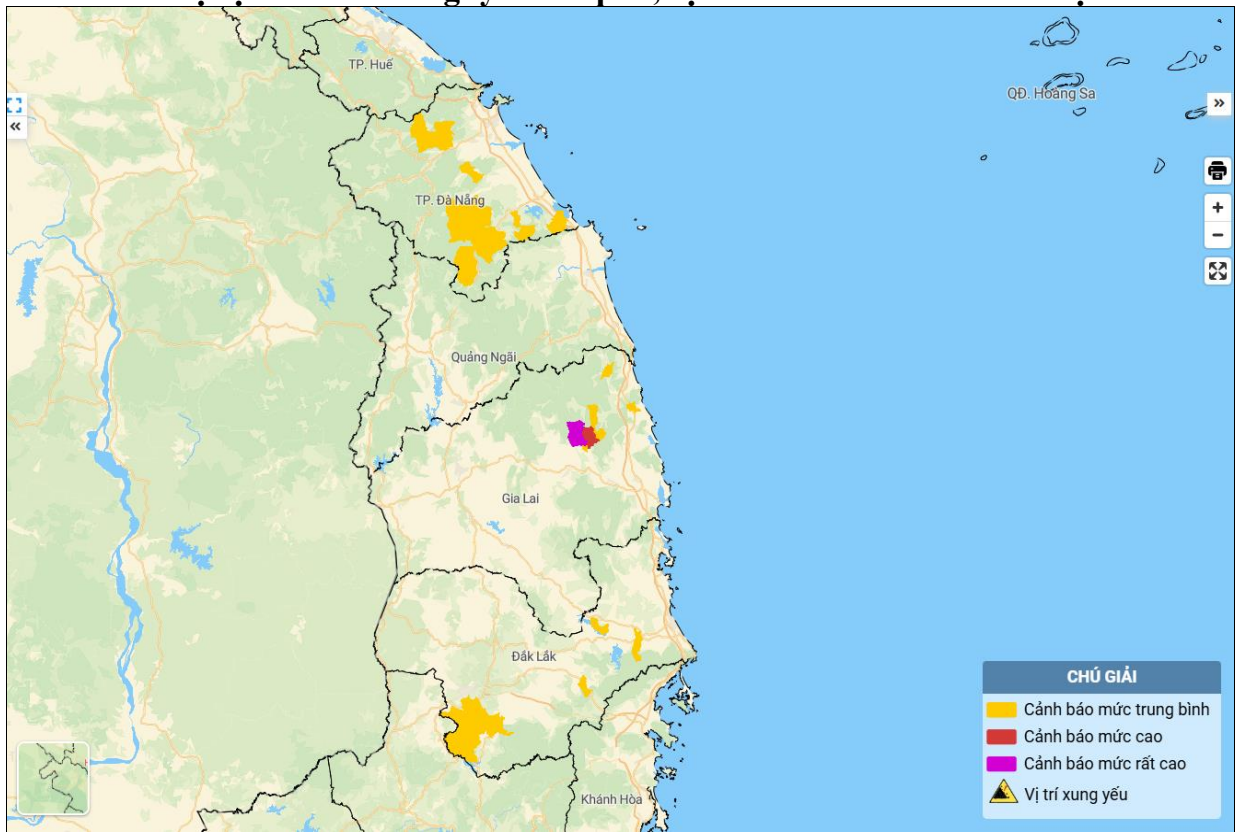 TP. Huế
QĐ. Hoàng Sa
TP. Đà Nẵng
Quảng Ngãi
Gia Lai
Đắk Lắk
Khánh Hòa
CHÚ GIẢI
Cảnh báo mức trung bình
Cảnh báo mức cao
Cảnh báo mức rất cao
Vị trí xung yếu